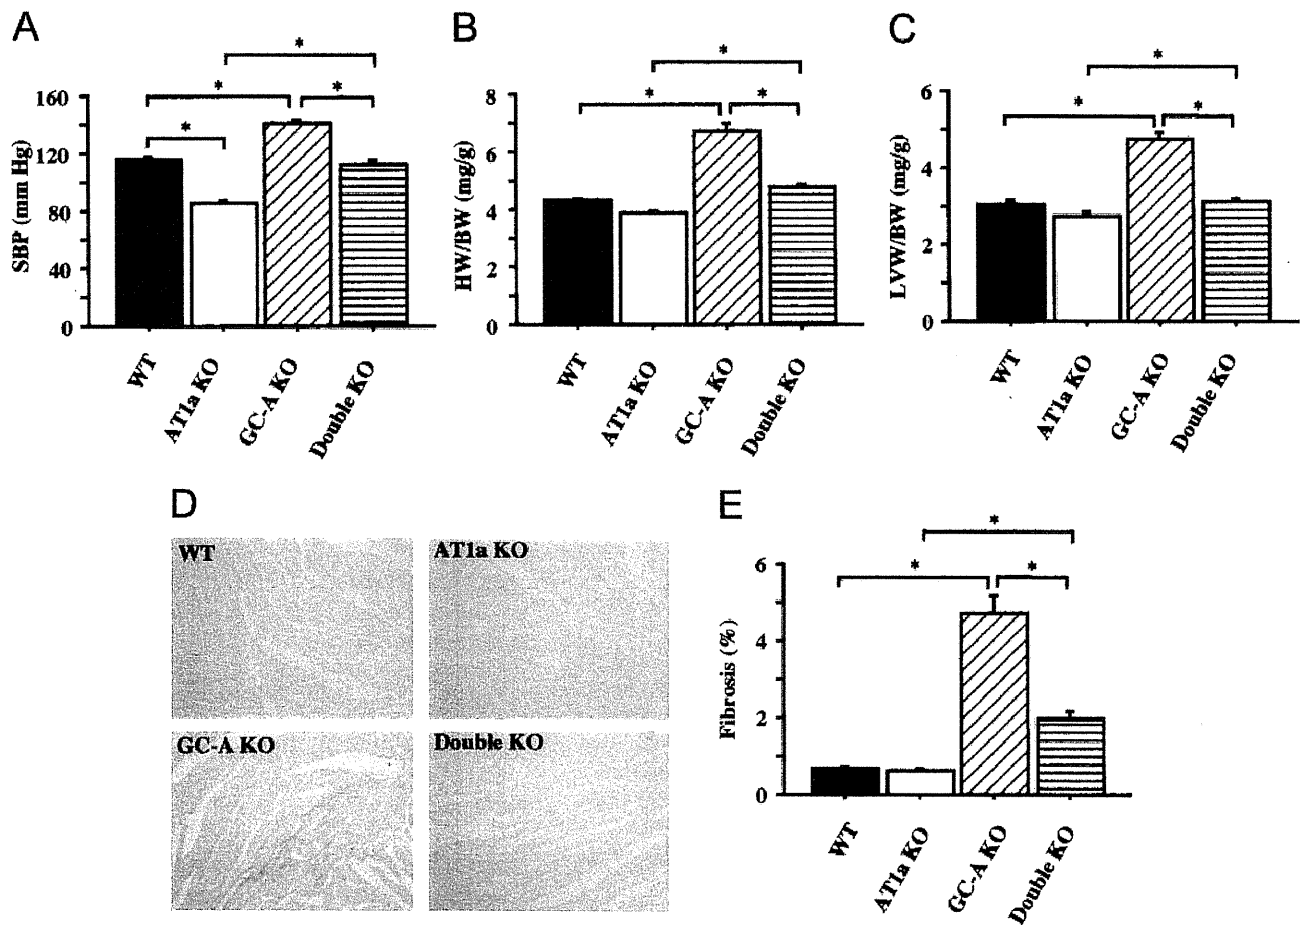 A
B
C
*
*
*
*
SBP (mm Hg)
160
120
80
40
0
WT
AT1a KO
GC-A KO
Double KO
*
*
*
HW/BW (mg/g)
8
6
4
2
0
WT
AT1a KO
GC-A KO
Double KO
*
*
*
LVW/BW (mg/g)
6
4
2
0
WT
AT1a KO
GC-A KO
Double KO
D
WT
AT1a KO
GC-A KO
Double KO
E
*
*
*
Fibrosis (%)
6
4
2
0
WT
AT1a KO
GC-A KO
Double KO